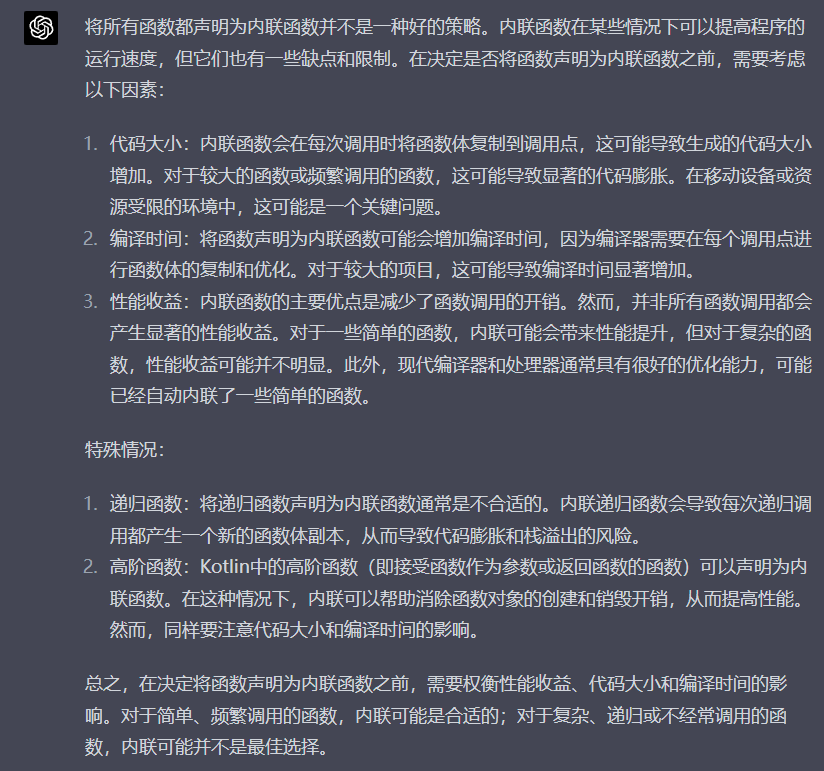 将所有函数都声明为内联函数并不是一种好的策略。内联函数在某些情况下可以提高程序的
运行速度，但它们也有一些缺点和限制。在决定是否将函数声明为内联函数之前，需要考虑
以下因素：
1. 代码大小：内联函数会在每次调用时将函数体复制到调用点，这可能导致生成的代码大小
增加。对于较大的函数或频繁调用的函数，这可能导致显著的代码膨胀。在移动设备或资
源受限的环境中，这可能是一个关键问题。
2. 编译时间：将函数声明为内联函数可能会增加编译时间，因为编译器需要在每个调用点进
行函数体的复制和优化。对于较大的项目，这可能导致编译时间显著增加。
3. 性能收益：内联函数的主要优点是减少了函数调用的开销。然而，并非所有函数调用都会
产生显著的性能收益。对于一些简单的函数，内联可能会带来性能提升，但对于复杂的函
数，性能收益可能并不明显。此外，现代编译器和处理器通常具有很好的优化能力，可能
已经自动内联了一些简单的函数。
特殊情况：
1. 递归函数：将递归函数声明为内联函数通常是不合适的。内联递归函数会导致每次递归调
用都产生一个新的函数体副本，从而导致代码膨胀和栈溢出的风险。
2. 高阶函数：Kotlin中的高阶函数（即接受函数作为参数或返回函数的函数）可以声明为内
联函数。在这种情况下，内联可以帮助消除函数对象的创建和销毁开销，从而提高性能。
然而，同样要注意代码大小和编译时间的影响。
总之，在决定将函数声明为内联函数之前，需要权衡性能收益、代码大小和编译时间的影
响。对于简单、频繁调用的函数，内联可能是合适的；对于复杂、递归或不经常调用的函
数，内联可能并不是最佳选择。